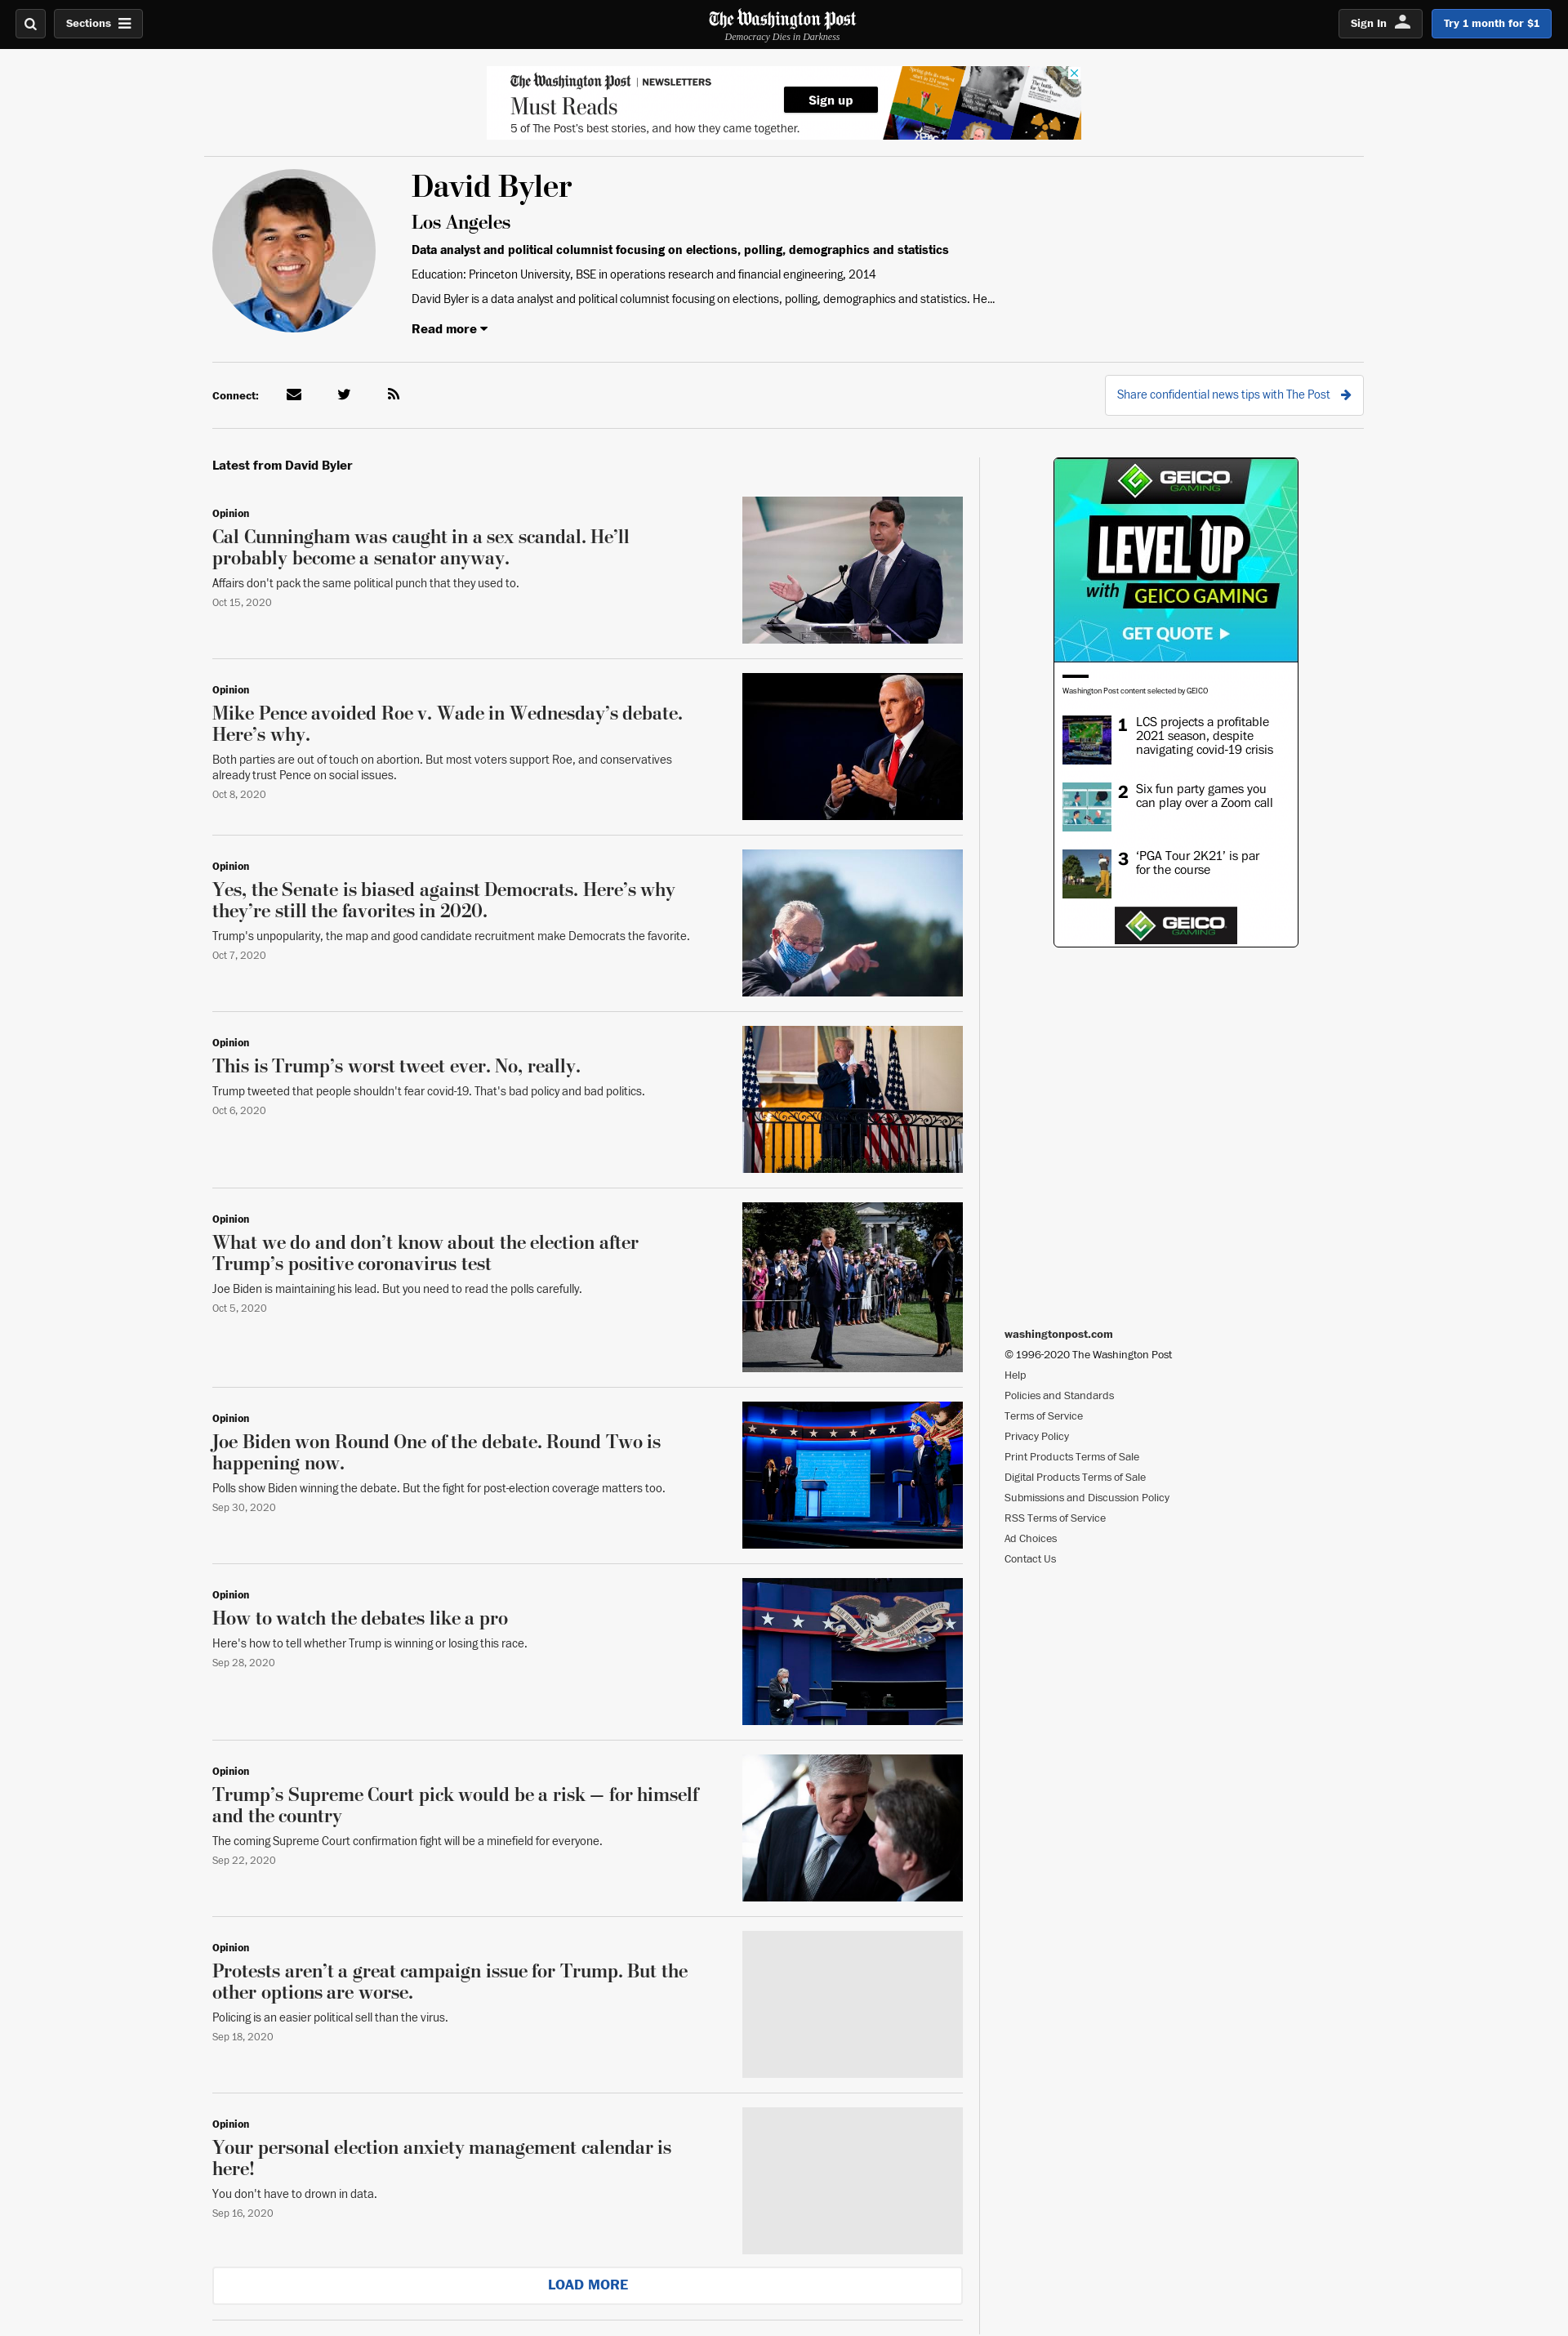 Sections
The Washington Post
Democracy Dies in Darkness
Sign In
Try 1 month for $1
The Washington Post | NEWSLETTERS
Must Reads
5 of The Post's best stories, and how they came together.
Sign up
David Byler
Los Angeles
Data analyst and political columnist focusing on elections, polling, demographics and statistics
Education: Princeton University, BSE in operations research and financial engineering, 2014
David Byler is a data analyst and political columnist focusing on elections, polling, demographics and statistics. He...
Read more
Connect:
Share confidential news tips with The Post
Latest from David Byler
Opinion
Cal Cunningham was caught in a sex scandal. He’ll
probably become a senator anyway.
Affairs don't pack the same political punch that they used to.
Oct 15, 2020
Opinion
Mike Pence avoided Roe v. Wade in Wednesday’s debate.
Here’s why.
Both parties are out of touch on abortion. But most voters support Roe, and conservatives
already trust Pence on social issues.
Oct 8, 2020
Opinion
Yes, the Senate is biased against Democrats. Here’s why
they’re still the favorites in 2020.
Trump's unpopularity, the map and good candidate recruitment make Democrats the favorite.
Oct 7, 2020
Opinion
This is Trump’s worst tweet ever. No, really.
Trump tweeted that people shouldn't fear covid-19. That's bad policy and bad politics.
Oct 6, 2020
Opinion
What we do and don’t know about the election after
Trump’s positive coronavirus test
Joe Biden is maintaining his lead. But you need to read the polls carefully.
Oct 5, 2020
Opinion
Joe Biden won Round One of the debate. Round Two is
happening now.
Polls show Biden winning the debate. But the fight for post-election coverage matters too.
Sep 30, 2020
Opinion
How to watch the debates like a pro
Here's how to tell whether Trump is winning or losing this race.
Sep 28, 2020
Opinion
Trump’s Supreme Court pick would be a risk — for himself
and the country
The coming Supreme Court confirmation fight will be a minefield for everyone.
Sep 22, 2020
Opinion
Protests aren’t a great campaign issue for Trump. But the
other options are worse.
Policing is an easier political sell than the virus.
Sep 18, 2020
Opinion
Your personal election anxiety management calendar is
here!
You don't have to drown in data.
Sep 16, 2020
LOAD MORE
GEICO
GAMING
LEVEL UP
with GEICO GAMING
GET QUOTE
Washington Post content selected by GEICO
1 LCS projects a profitable
2021 season, despite
navigating covid-19 crisis
2 Six fun party games you
can play over a Zoom call
3 ‘PGA Tour 2K21’ is par
for the course
GEICO
GAMING
washingtonpost.com
© 1996-2020 The Washington Post
Help
Policies and Standards
Terms of Service
Privacy Policy
Print Products Terms of Sale
Digital Products Terms of Sale
Submissions and Discussion Policy
RSS Terms of Service
Ad Choices
Contact Us